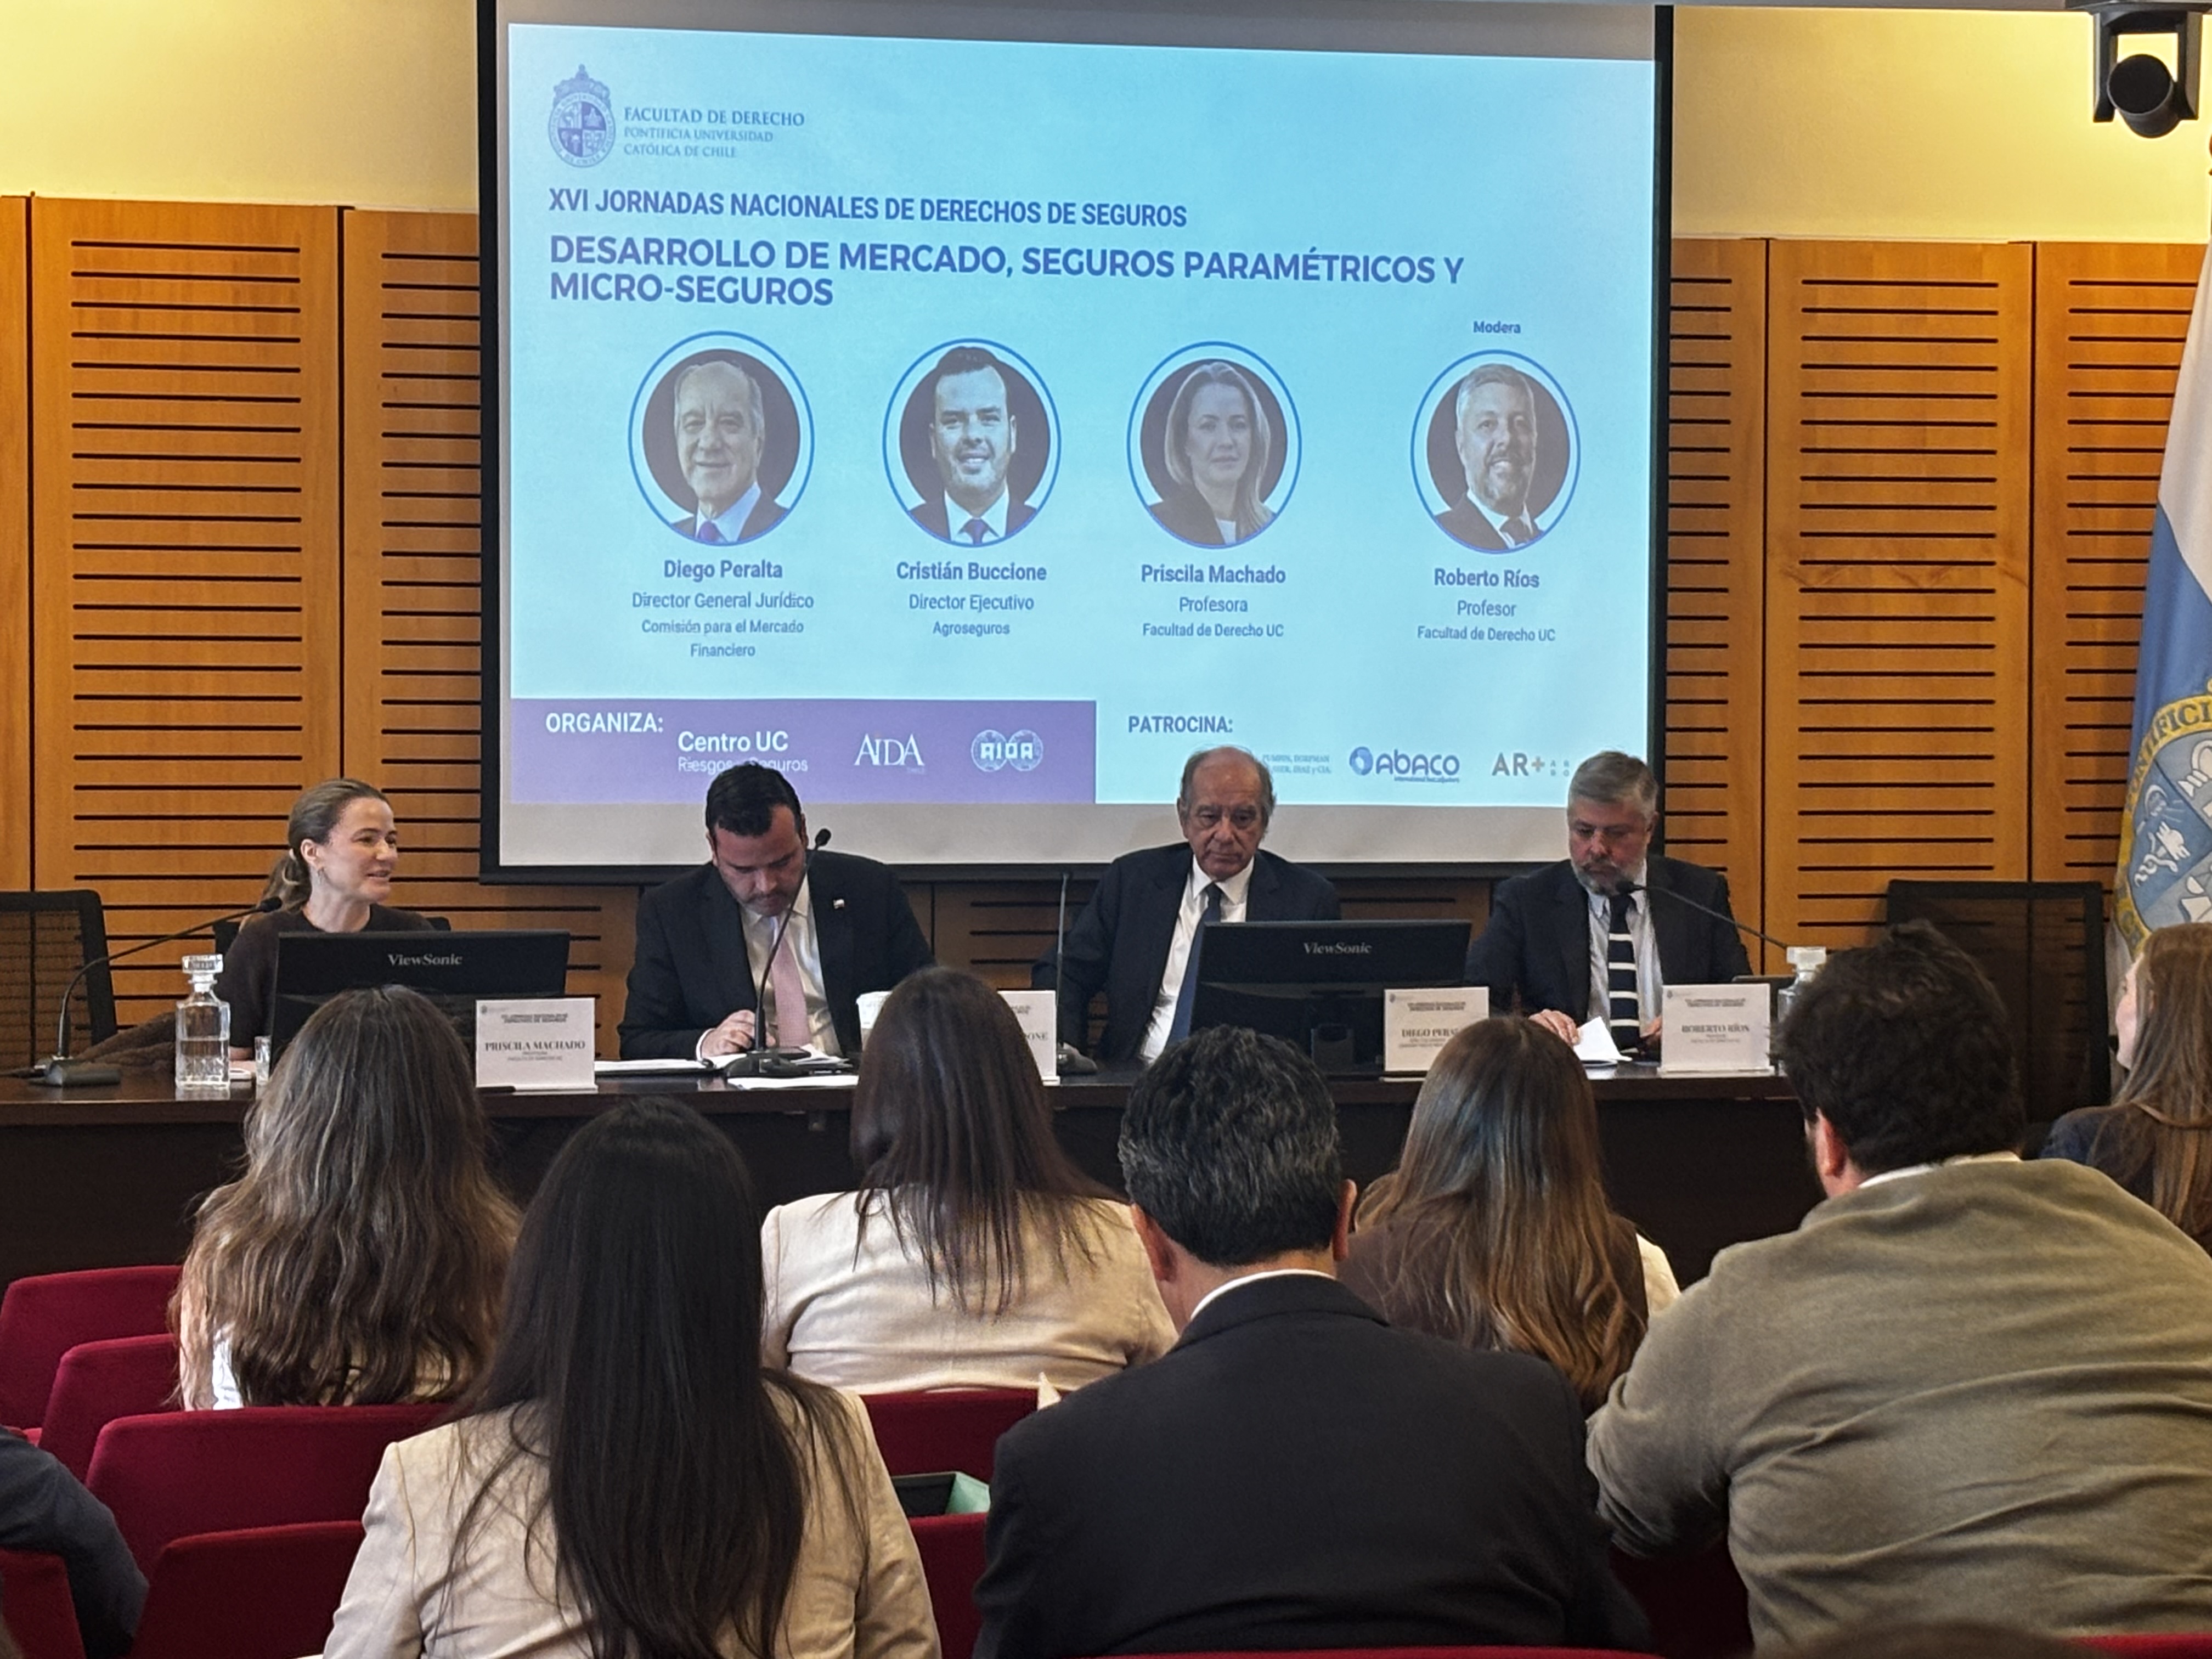 FACULTAD DE DERECHO
PONTIFICIA UNIVERSIDAD
CATÓLICA DE CHILE
XVI JORNADAS NACIONALES DE DERECHOS DE SEGUROS
DESARROLLO DE MERCADO, SEGUROS PARAMÉTRICOS Y
MICRO-SEGUROS
Modera
Diego Peralta
Director General Jurídico
Comisión para el Mercado
Financiero
Cristián Buccione
Director Ejecutivo
Agroseguros
Priscila Machado
Profesora
Facultad de Derecho UC
Roberto Ríos
Profesor
Facultad de Derecho UC
ORGANIZA:
Centro UC
Riesgos Seguros
AIDA
AIDA
PATROCINA:
abaco
AR+
ViewSonic
ViewSonic
PRISCILA MACHADO
DIEGO
ROBERTO RÍOS